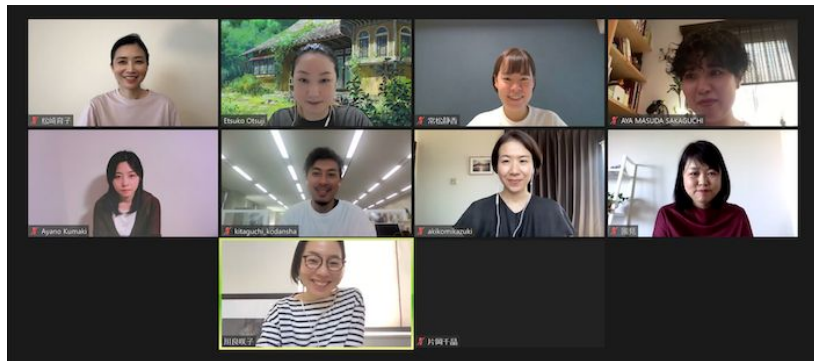 松崎育子
Etsuko Otsuji
常松静香
AYA MASUDA SAKAGUCHI
Ayano Kumaki
kitaguchi_kodansha
akikomikazuki
川良咲子
片岡千晶